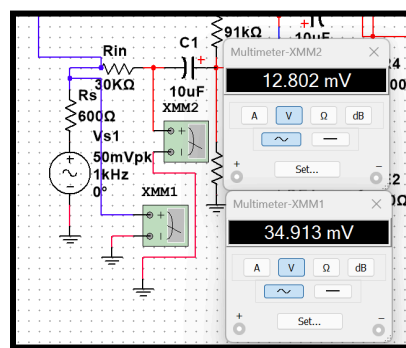 91kΩ
C1
10uF
Rin
30KΩ
10uF
XMM2
Rs
600Ω
Vs1
50mVpk
1kHz
0°
XMM1
Multimeter-XMM2
12.802 mV
A V Ω dB
Set...
+ −
Multimeter-XMM1
34.913 mV
A V Ω dB
Set...
+ −